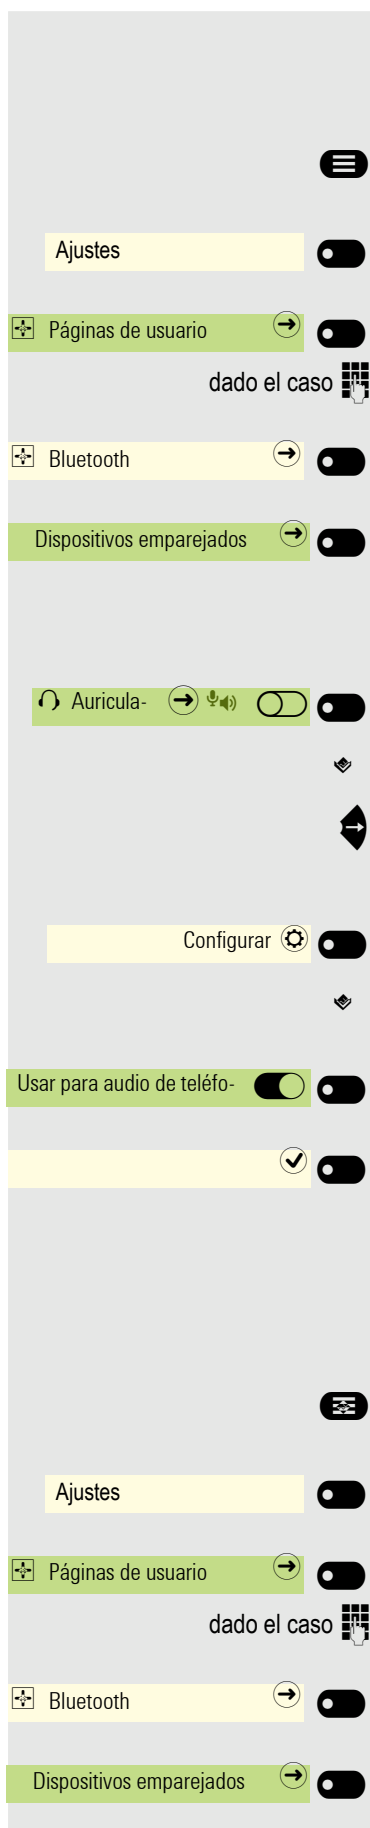 Ajustes
Páginas de usuario
dado el caso
Bluetooth
Dispositivos emparejados
Auricula-
Configurar
Usar para audio de teléfo-
Ajustes
Páginas de usuario
dado el caso
Bluetooth
Dispositivos emparejados